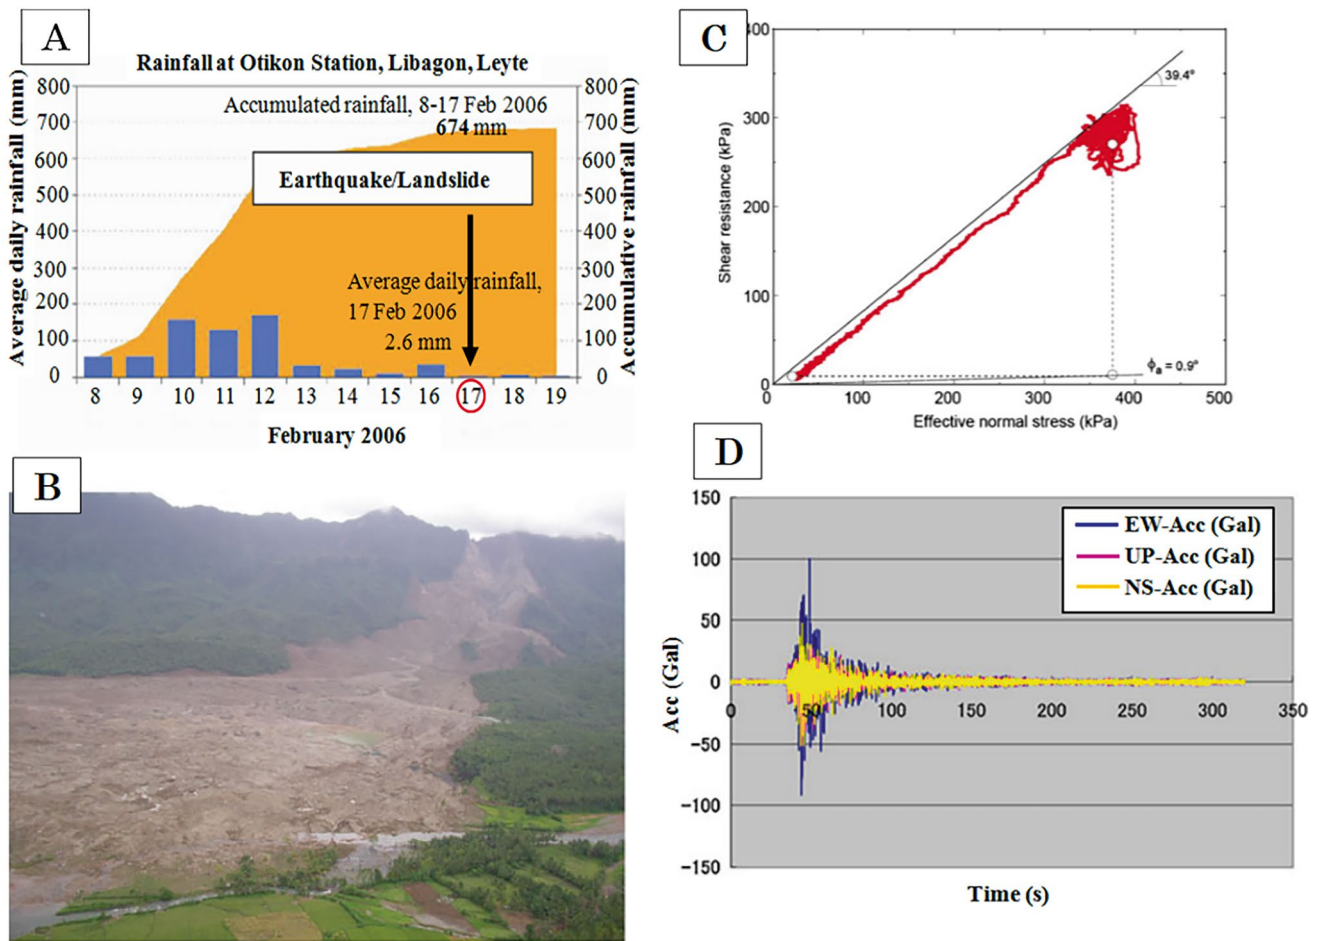 A
Rainfall at Otikon Station, Libagon, Leyte
Average daily rainfall (mm)
800
700
600
500
400
300
200
100
0
Accumulated rainfall, 8-17 Feb 2006
674 mm
Earthquake/Landslide
Average daily rainfall,
17 Feb 2006
2.6 mm
800
700
600
500
400
300
200
100
0
Accumulative rainfall (mm)
8 9 10 11 12 13 14 15 16 17 18 19
February 2006
B
C
Shear resistance (kPa)
400
300
200
100
0
39.4°
ϕa = 0.9°
0 100 200 300 400 500
Effective normal stress (kPa)
D
Acc (Gal)
150
100
50
0
-50
-100
-150
EW-Acc (Gal)
UP-Acc (Gal)
NS-Acc (Gal)
0 50 100 150 200 250 300 350
Time (s)